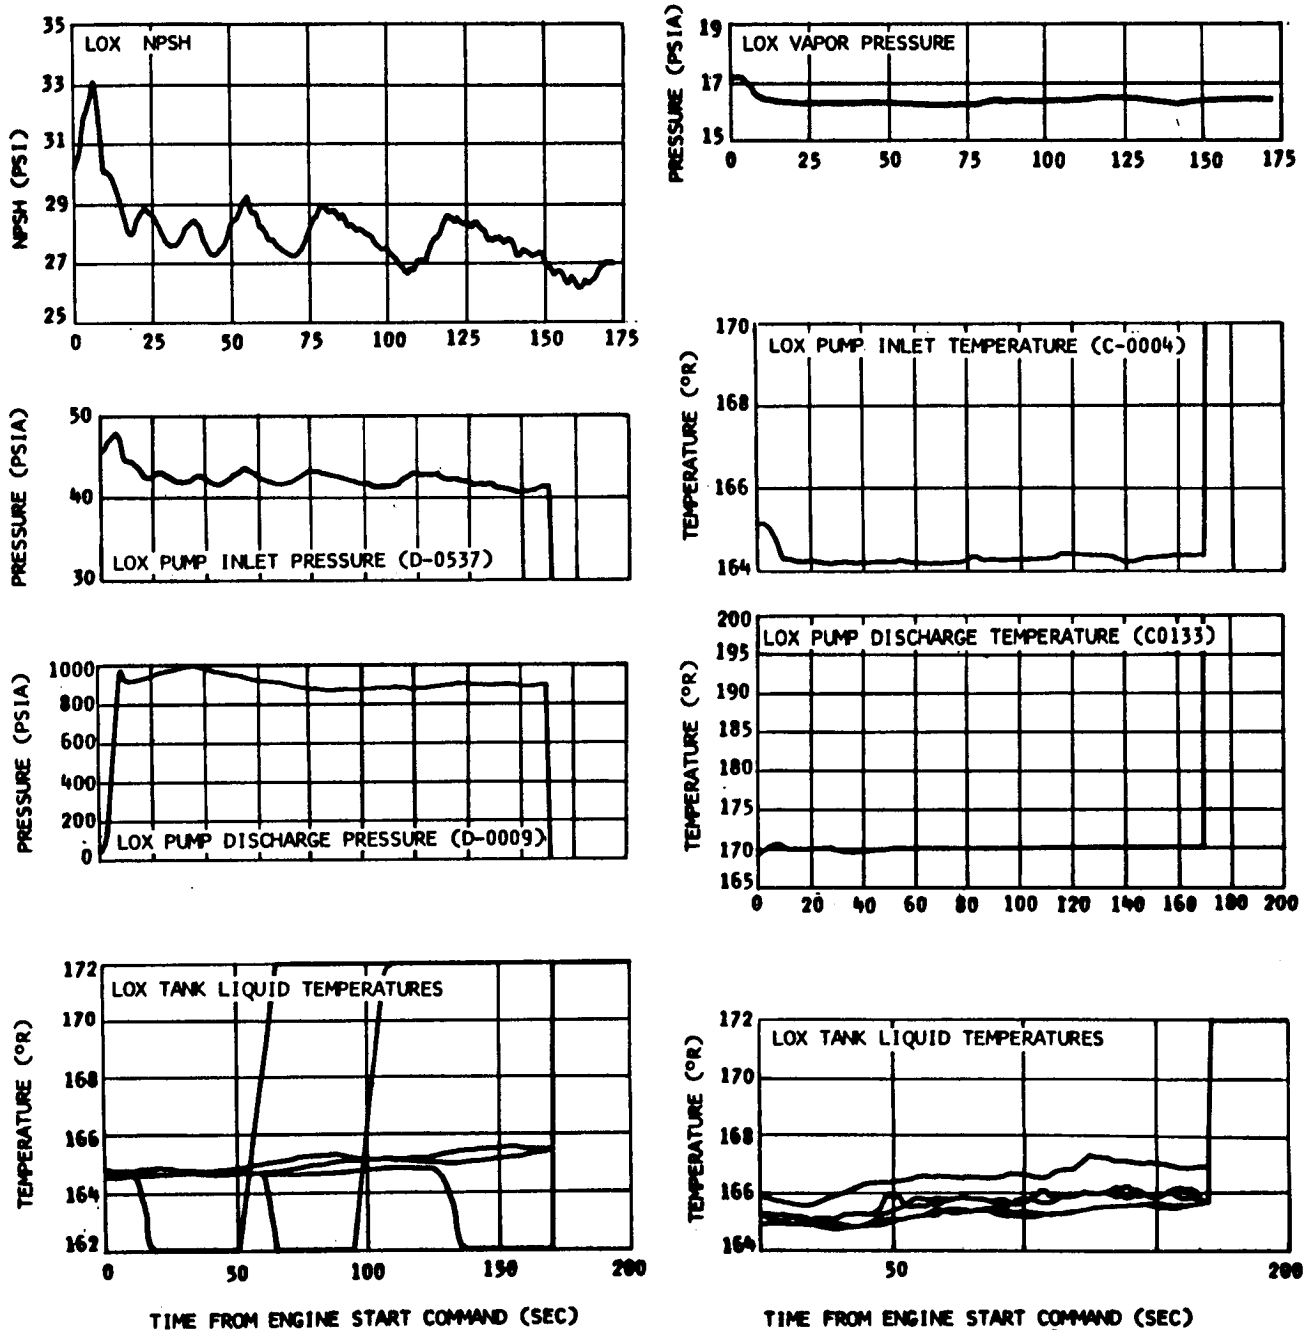 LOX NPSH
NPSH (PSI)
35
33
31
29
27
25
0 25 50 75 100 125 150 175
LOX VAPOR PRESSURE
PRESSURE (PSIA)
19
17
15
0 25 50 75 100 125 150 175
LOX PUMP INLET PRESSURE (D-0537)
PRESSURE (PSIA)
50
40
30
LOX PUMP INLET TEMPERATURE (C-0004)
TEMPERATURE (°R)
170
168
166
164
LOX PUMP DISCHARGE PRESSURE (D-0009)
PRESSURE (PSIA)
1000
800
600
400
200
0
LOX PUMP DISCHARGE TEMPERATURE (C0133)
TEMPERATURE (°R)
200
195
190
185
180
175
170
165
0 20 40 60 80 100 120 140 160 180 200
LOX TANK LIQUID TEMPERATURES
TEMPERATURE (°R)
172
170
168
166
164
162
0 50 100 150 200
TIME FROM ENGINE START COMMAND (SEC)
LOX TANK LIQUID TEMPERATURES
TEMPERATURE (°R)
172
170
168
166
164
50 200
TIME FROM ENGINE START COMMAND (SEC)